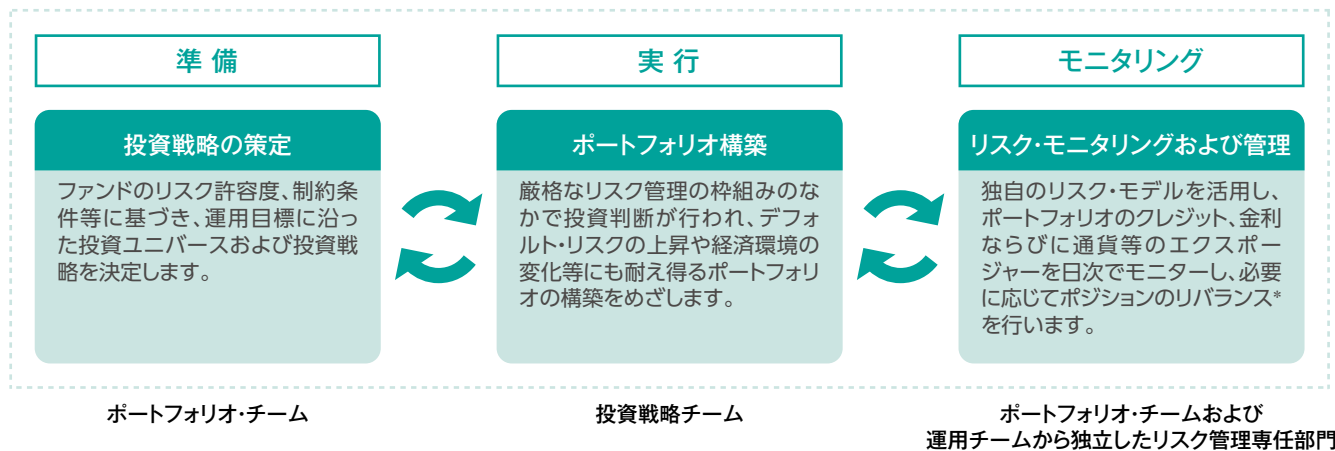 準 備
投資戦略の策定
ファンドのリスク許容度、制約条
件等に基づき、運用目標に沿っ
た投資ユニバースおよび投資戦
略を決定します。
ポートフォリオ・チーム
実 行
ポートフォリオ構築
厳格なリスク管理の枠組みのな
かで投資判断が行われ、デフォ
ルト・リスクの上昇や経済環境の
変化等にも耐え得るポートフォリ
オの構築をめざします。
投資戦略チーム
モニタリング
リスク・モニタリングおよび管理
独自のリスク・モデルを活用し、
ポートフォリオのクレジット、金利
ならびに通貨等のエクスポー
ジャーを日次でモニターし、必要
に応じてポジションのリバランス*
を行います。
ポートフォリオ・チームおよび
運用チームから独立したリスク管理専任部門